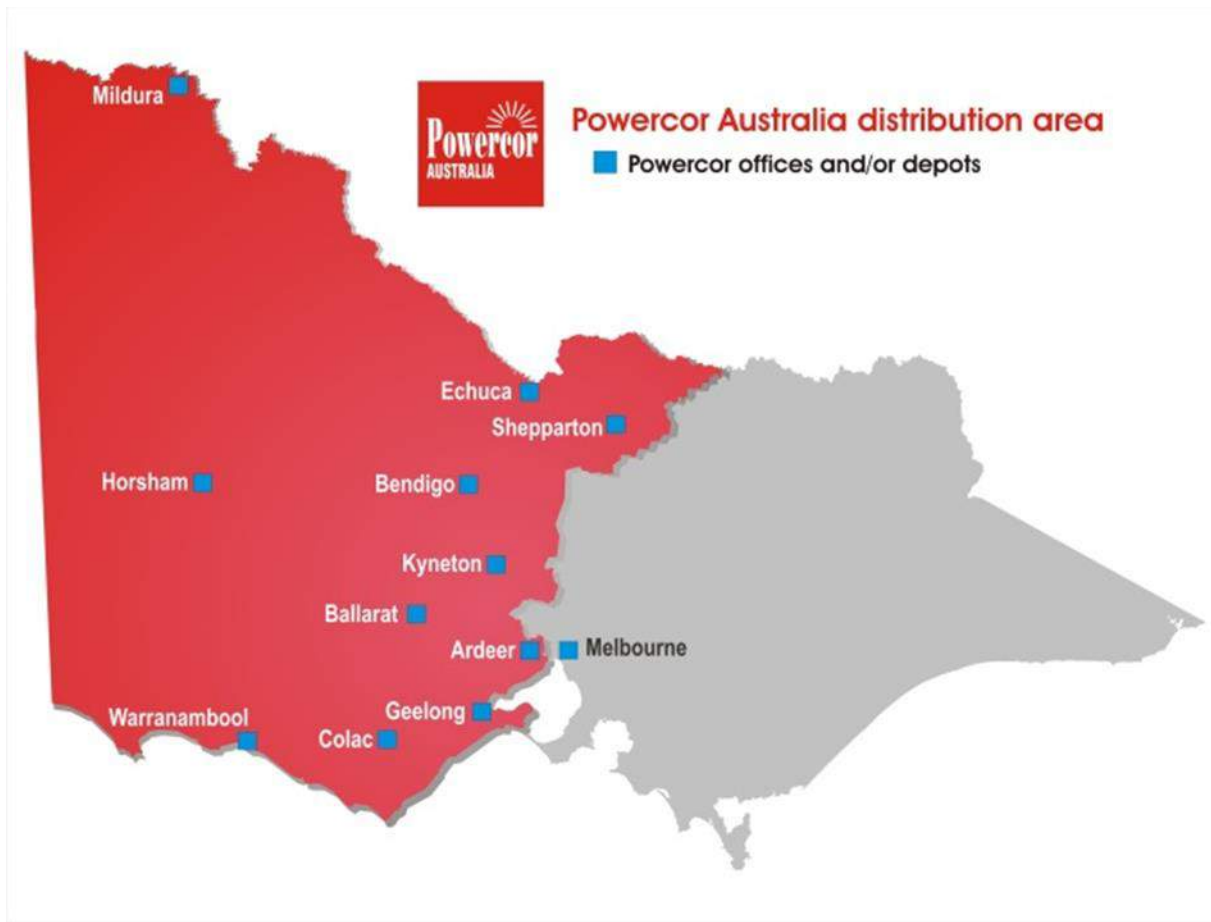 Mildura
Powercor
AUSTRALIA
Powercor Australia distribution area
Powercor offices and/or depots
Echuca
Shepparton
Horsham
Bendigo
Kyneton
Ballarat
Ardeer
Melbourne
Warranambool
Geelong
Colac